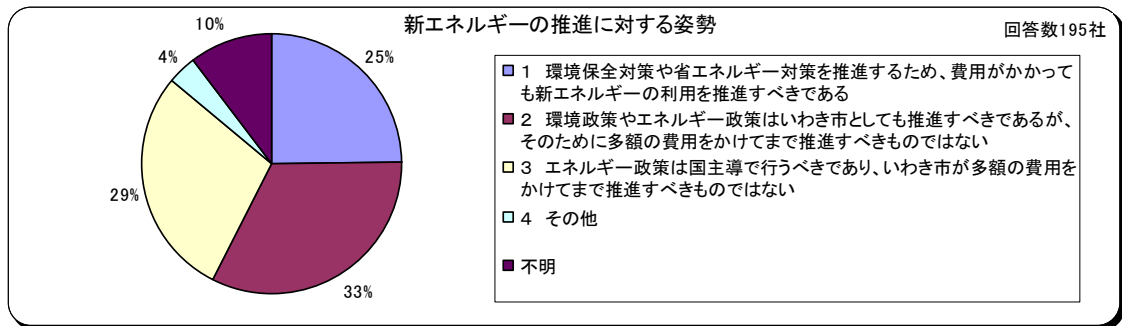 新エネルギーの推進に対する姿勢
回答数195社
10%
25%
4%
29%
33%
1 環境保全対策や省エネルギー対策を推進するため、費用がかかって
も新エネルギーの利用を推進すべきである
2 環境政策やエネルギー政策はいわき市としても推進すべきであるが、
そのために多額の費用をかけてまで推進すべきものではない
3 エネルギー政策は国主導で行うべきであり、いわき市が多額の費用を
かけてまで推進すべきものではない
4 その他
不明